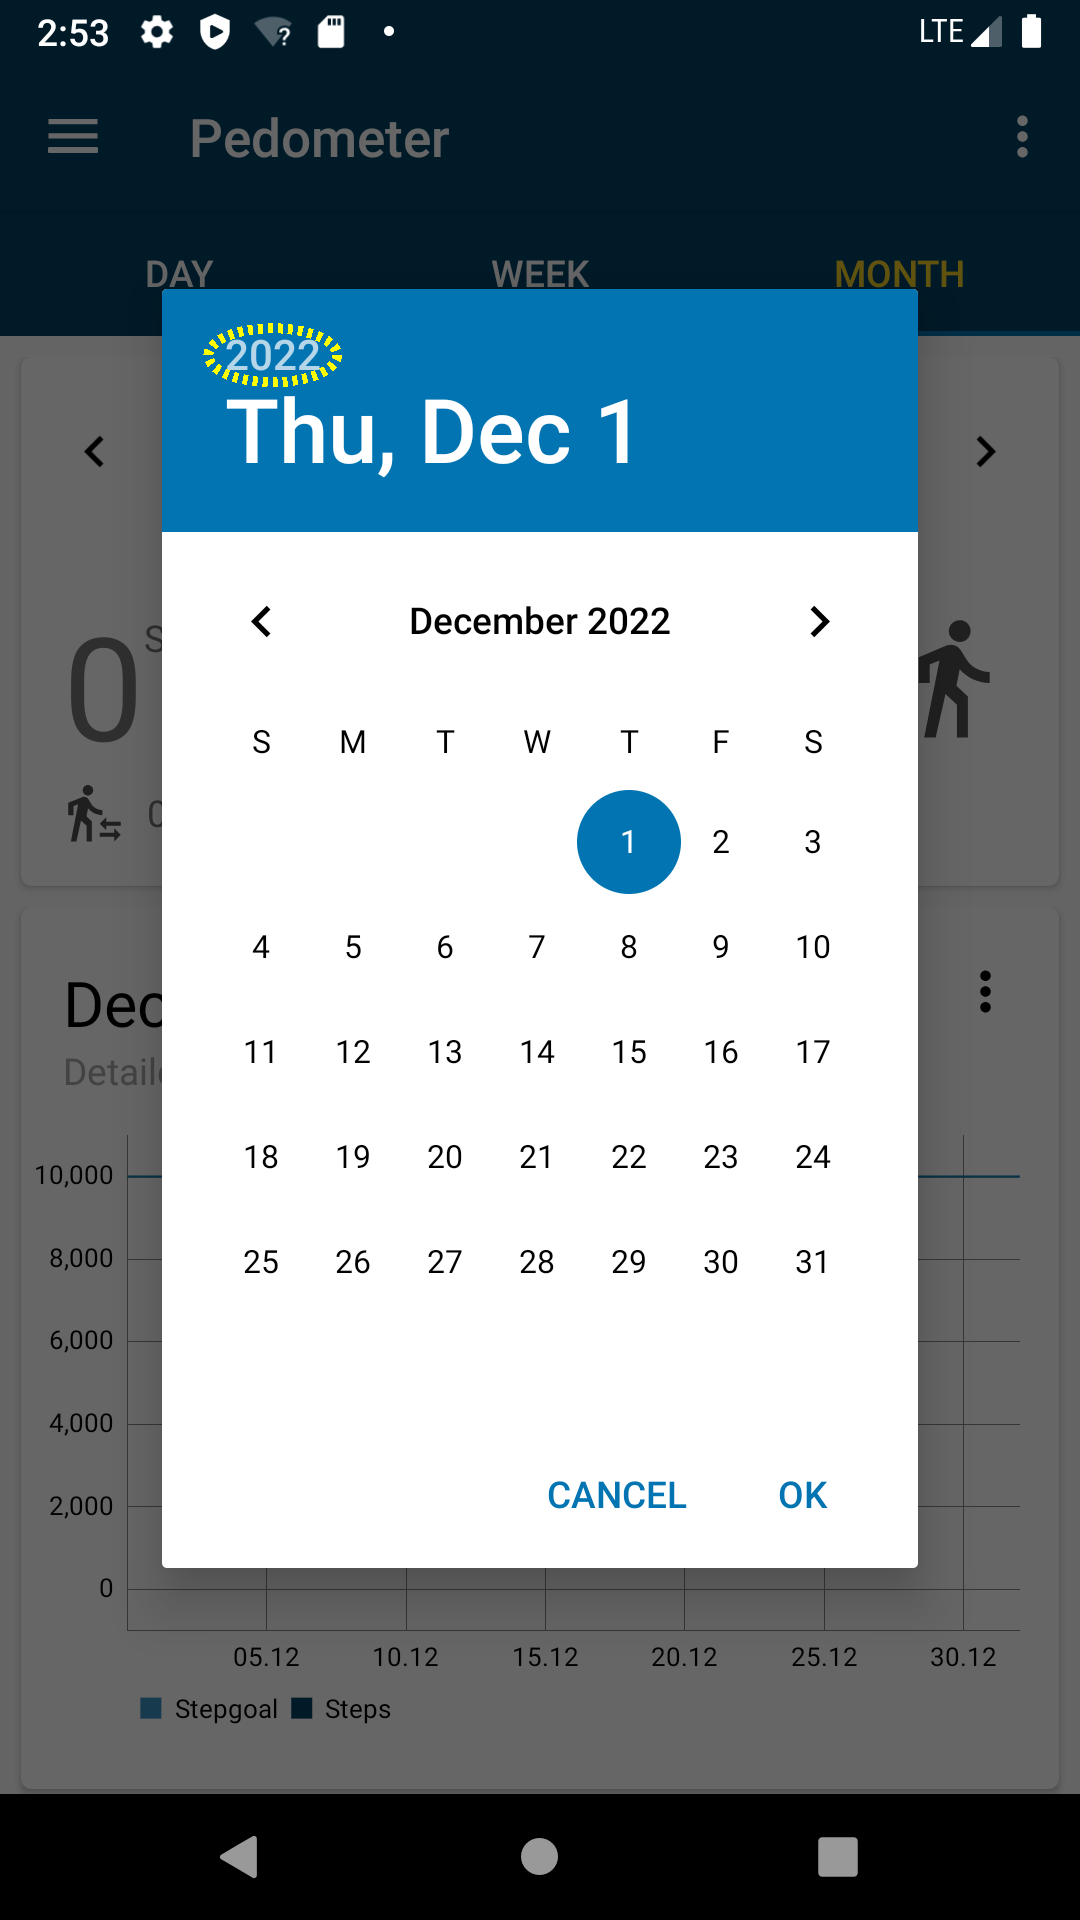 2:53
LTE
Pedometer
DAY WEEK MONTH
2022
Thu, Dec 1
December 2022
S M T W T F S
1 2 3
4 5 6 7 8 9 10
11 12 13 14 15 16 17
18 19 20 21 22 23 24
25 26 27 28 29 30 31
CANCEL OK
0
Dec
10,000
8,000
6,000
4,000
2,000
0
05.12 10.12 15.12 20.12 25.12 30.12
Stepgoal Steps